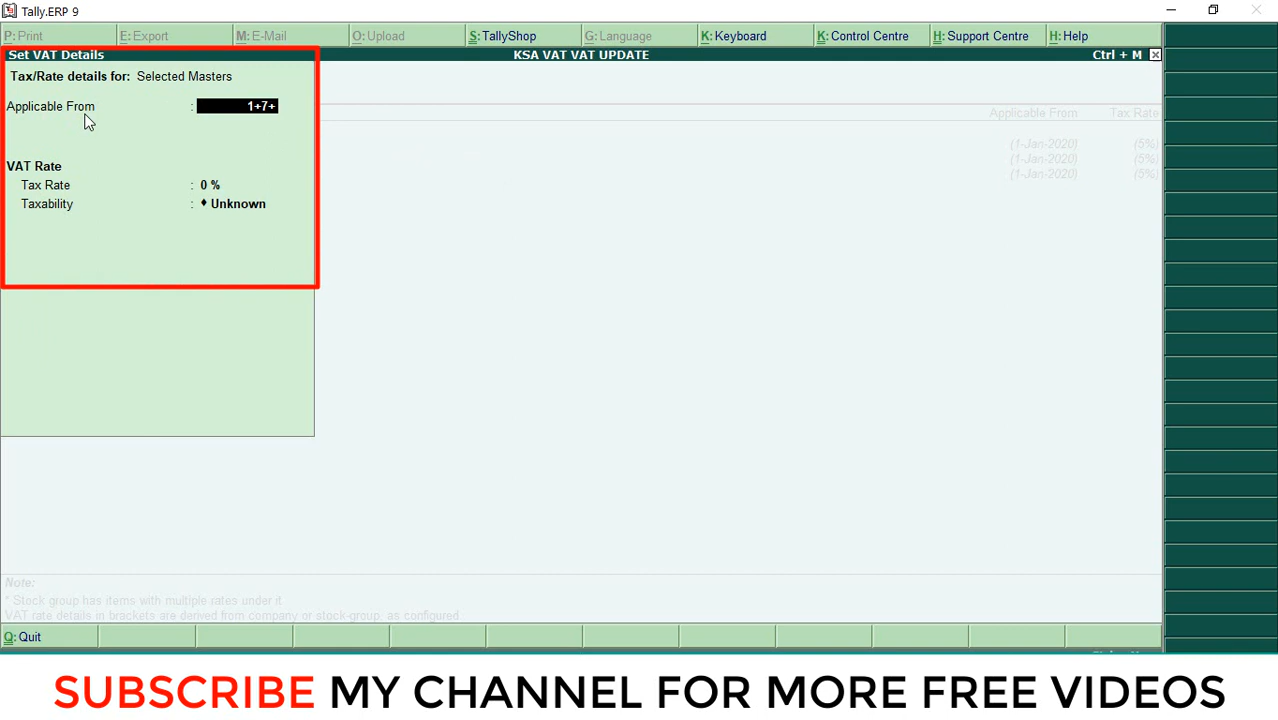 Tally.ERP 9
P: Print E: Export M: E-Mail O: Upload S: TallyShop G: Language K: Keyboard K: Control Centre H: Support Centre H: Help
Set VAT Details KSA VAT VAT UPDATE Ctrl + M
Tax/Rate details for: Selected Masters
Applicable From : 1+7+
Applicable From Tax Rate
(1-Jan-2020) (5%)
(1-Jan-2020) (5%)
(1-Jan-2020) (5%)
VAT Rate
Tax Rate : 0 %
Taxability : ♦ Unknown
Note:
* Stock group has items with multiple rates under it
VAT rate details in brackets are derived from company or stock-group, as configured.
Q: Quit
SUBSCRIBE MY CHANNEL FOR MORE FREE VIDEOS